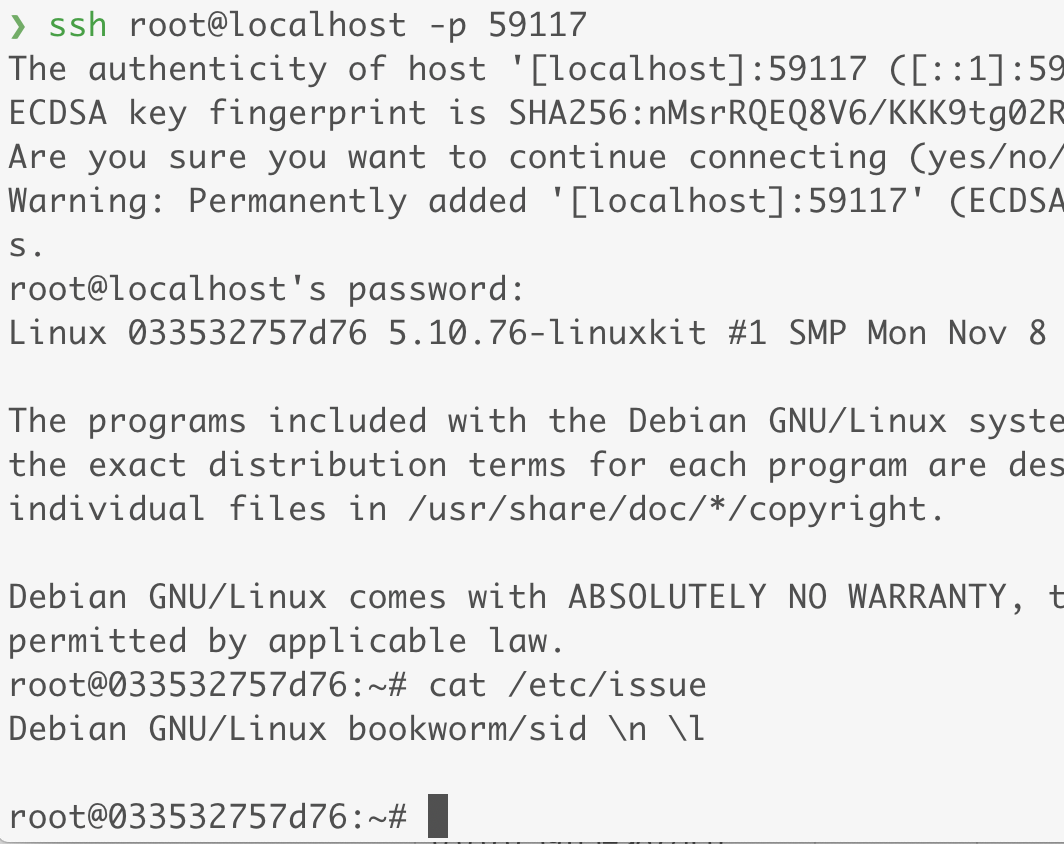 ❯ ssh root@localhost -p 59117
The authenticity of host '[localhost]:59117 ([::1]:59
ECDSA key fingerprint is SHA256:nMsrRQEQ8V6/KKK9tg02R
Are you sure you want to continue connecting (yes/no/
Warning: Permanently added '[localhost]:59117' (ECDSA
s.
root@localhost's password:
Linux 033532757d76 5.10.76-linuxkit #1 SMP Mon Nov 8
The programs included with the Debian GNU/Linux syste
the exact distribution terms for each program are des
individual files in /usr/share/doc/*/copyright.
Debian GNU/Linux comes with ABSOLUTELY NO WARRANTY, t
permitted by applicable law.
root@033532757d76:~# cat /etc/issue
Debian GNU/Linux bookworm/sid \n \l
root@033532757d76:~#